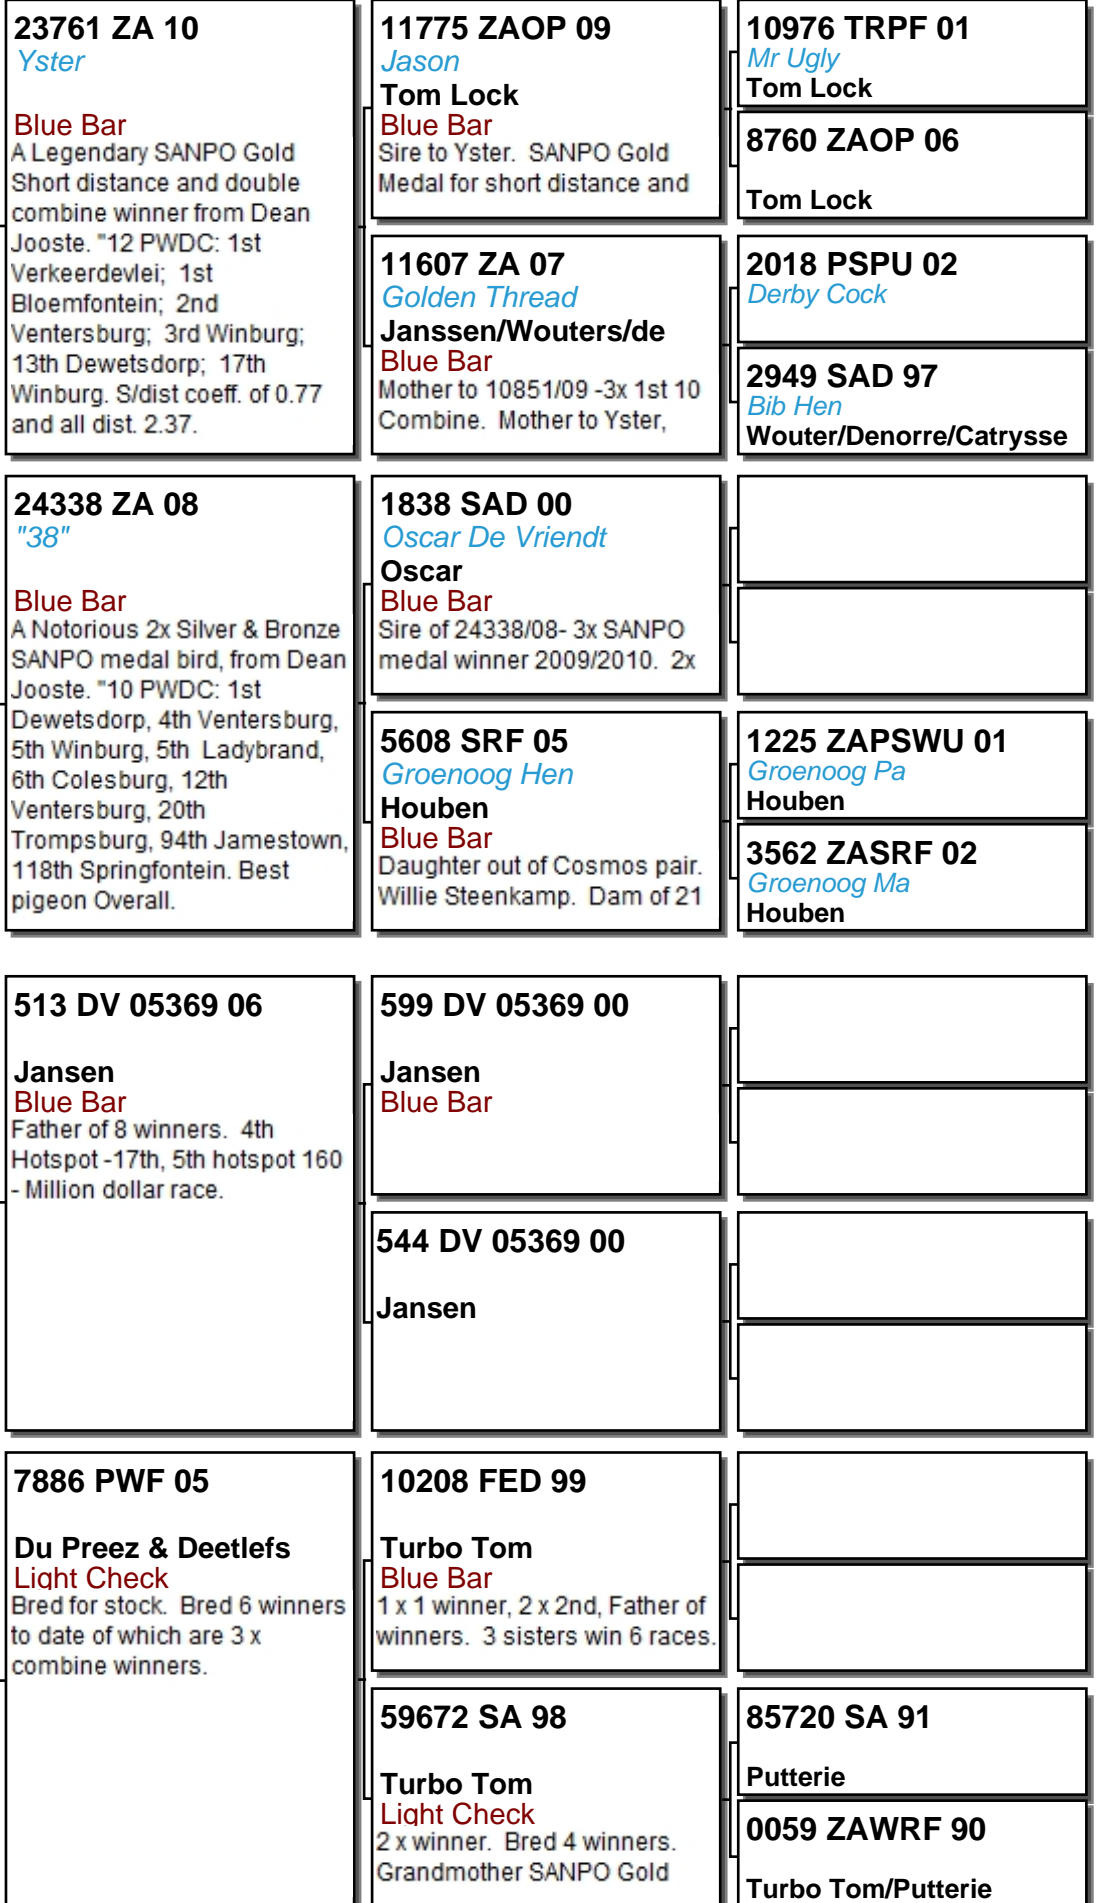 23761 ZA 10
Yster
Blue Bar
A Legendary SANPO Gold
Short distance and double
combine winner from Dean
Jooste. "12 PWDC: 1st
Verkeerdevlei;  1st
Bloemfontein;  2nd
Ventersburg;  3rd Winburg;
13th Dewetsdorp;  17th
Winburg. S/dist coeff. of 0.77
and all dist. 2.37.
11775 ZAOP 09
Jason
Tom Lock
Blue Bar
Sire to Yster.  SANPO Gold
Medal for short distance and
10976 TRPF 01
Mr Ugly
Tom Lock
8760 ZAOP 06
Tom Lock
11607 ZA 07
Golden Thread
Janssen/Wouters/de
Blue Bar
Mother to 10851/09 -3x 1st 10
Combine.  Mother to Yster,
2018 PSPU 02
Derby Cock
2949 SAD 97
Bib Hen
Wouter/Denorre/Catrysse
24338 ZA 08
"38"
Blue Bar
A Notorious 2x Silver & Bronze
SANPO medal bird, from Dean
Jooste. "10 PWDC: 1st
Dewetsdorp, 4th Ventersburg,
5th Winburg, 5th  Ladybrand,
6th Colesburg, 12th
Ventersburg, 20th
Trompsburg, 94th Jamestown,
118th Springfontein. Best
pigeon Overall.
1838 SAD 00
Oscar De Vriendt
Oscar
Blue Bar
Sire of 24338/08- 3x SANPO
medal winner 2009/2010.  2x
5608 SRF 05
Groenoog Hen
Houben
Blue Bar
Daughter out of Cosmos pair.
Willie Steenkamp.  Dam of 21
1225 ZAPSWU 01
Groenoog Pa
Houben
3562 ZASRF 02
Groenoog Ma
Houben
513 DV 05369 06
Jansen
Blue Bar
Father of 8 winners.  4th
Hotspot -17th, 5th hotspot 160
- Million dollar race.
599 DV 05369 00
Jansen
Blue Bar
544 DV 05369 00
Jansen
7886 PWF 05
Du Preez & Deetlefs
Light Check
Bred for stock.  Bred 6 winners
to date of which are 3 x
combine winners.
10208 FED 99
Turbo Tom
Blue Bar
1 x 1 winner, 2 x 2nd, Father of
winners.  3 sisters win 6 races.
59672 SA 98
Turbo Tom
Light Check
2 x winner.  Bred 4 winners.
Grandmother SANPO Gold
85720 SA 91
Putterie
0059 ZAWRF 90
Turbo Tom/Putterie